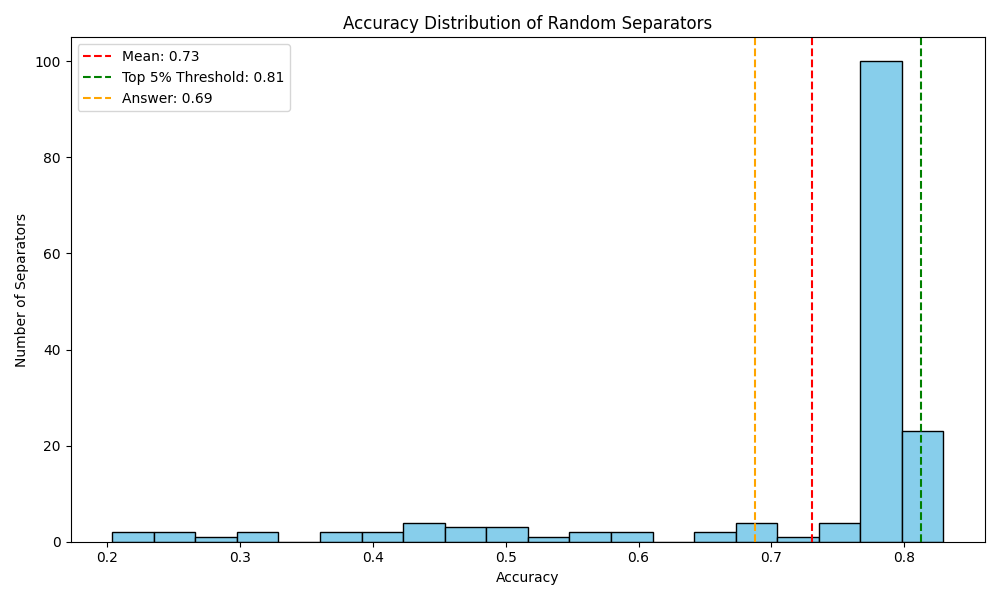 Accuracy Distribution of Random Separators
Mean: 0.73
Top 5% Threshold: 0.81
Answer: 0.69
100
80
60
40
20
0
Number of Separators
0.2 0.3 0.4 0.5 0.6 0.7 0.8
Accuracy